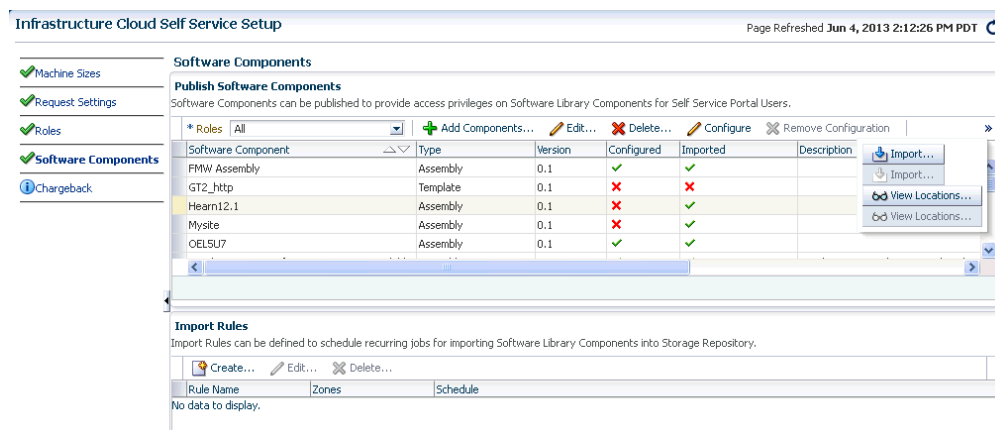 Infrastructure Cloud Self Service Setup
Page Refreshed Jun 4, 2013 2:12:26 PM PDT
Machine Sizes
Request Settings
Roles
Software Components
Chargeback
Software Components
Publish Software Components
Software Components can be published to provide access privileges on Software Library Components for Self Service Portal Users.
* Roles All Add Components... Edit... Delete... Configure Remove Configuration »
Software Component Type Version Configured Imported Description
FMW Assembly Assembly 0.1
GT2_http Template 0.1
Hearn12.1 Assembly 0.1
Mysite Assembly 0.1
OEL5U7 Assembly 0.1
Import...
Import...
View Locations...
View Locations...
Import Rules
Import Rules can be defined to schedule recurring jobs for importing Software Library Components into Storage Repository.
Create... Edit... Delete...
Rule Name Zones Schedule
No data to display.